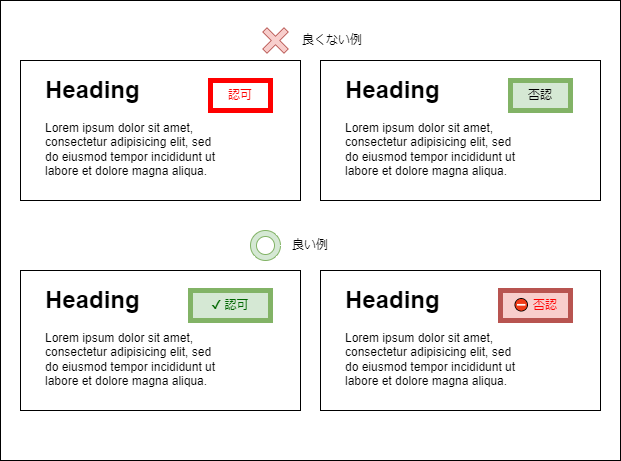 良くない例
Heading
認可
Lorem ipsum dolor sit amet,
consectetur adipisicing elit, sed
do eiusmod tempor incididunt ut
labore et dolore magna aliqua.
Heading
否認
Lorem ipsum dolor sit amet,
consectetur adipisicing elit, sed
do eiusmod tempor incididunt ut
labore et dolore magna aliqua.
良い例
Heading
✓ 認可
Lorem ipsum dolor sit amet,
consectetur adipisicing elit, sed
do eiusmod tempor incididunt ut
labore et dolore magna aliqua.
Heading
⛔ 否認
Lorem ipsum dolor sit amet,
consectetur adipisicing elit, sed
do eiusmod tempor incididunt ut
labore et dolore magna aliqua.